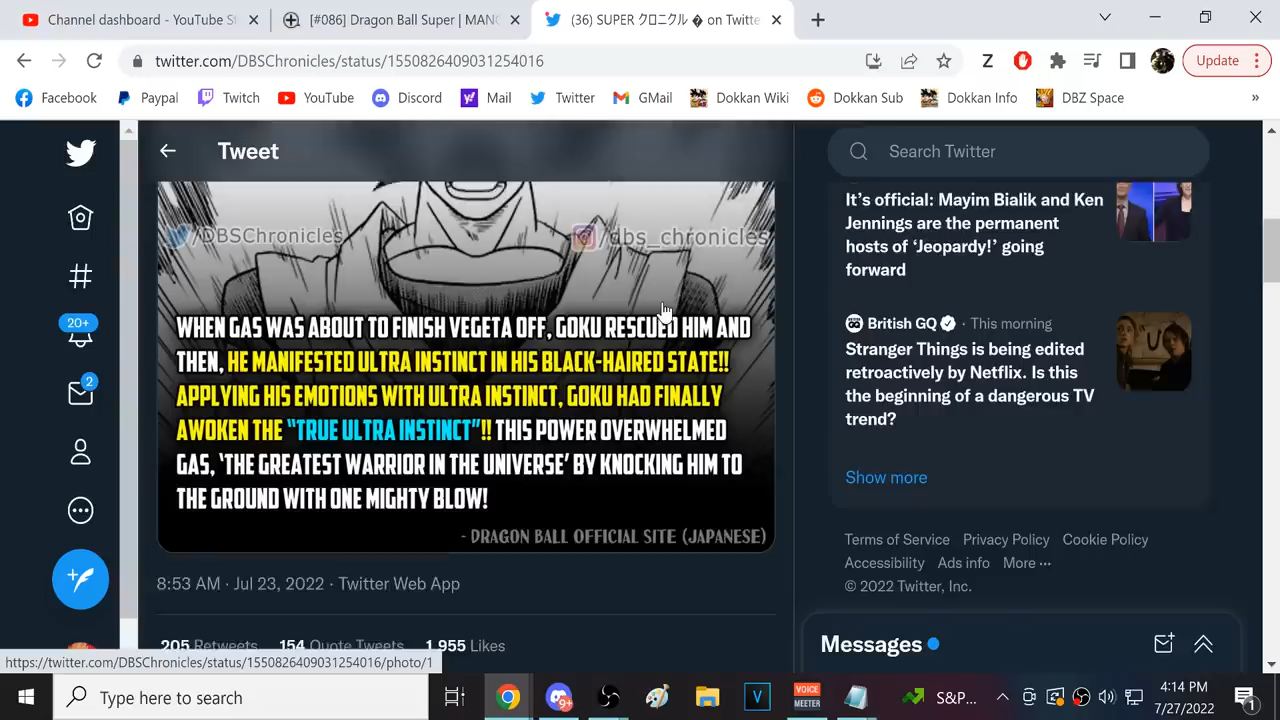 Channel dashboard - YouTube S
[#086] Dragon Ball Super | MANG
(36) SUPER クロニクル � on Twitte
twitter.com/DBSChronicles/status/1550826409031254016
Z
Update
Facebook
Paypal
Twitch
YouTube
Discord
Mail
Twitter
GMail
Dokkan Wiki
Dokkan Sub
Dokkan Info
DBZ Space
»
Tweet
Search Twitter
/DBSChronicles
/dbs_chronicles
WHEN GAS WAS ABOUT TO FINISH VEGETA OFF, GOKU RESCUED HIM AND
THEN, HE MANIFESTED ULTRA INSTINCT IN HIS BLACK-HAIRED STATE!!
APPLYING HIS EMOTIONS WITH ULTRA INSTINCT, GOKU HAD FINALLY
AWOKEN THE "TRUE ULTRA INSTINCT"!! THIS POWER OVERWHELMED
GAS, 'THE GREATEST WARRIOR IN THE UNIVERSE' BY KNOCKING HIM TO
THE GROUND WITH ONE MIGHTY BLOW!
- DRAGON BALL OFFICIAL SITE (JAPANESE)
8:53 AM · Jul 23, 2022 · Twitter Web App
205 Retweets 154 Quote Tweets 1,955 Likes
20+
2
It's official: Mayim Bialik and Ken
Jennings are the permanent
hosts of 'Jeopardy!' going
forward
British GQ · This morning
Stranger Things is being edited
retroactively by Netflix. Is this
the beginning of a dangerous TV
trend?
Show more
Terms of Service Privacy Policy Cookie Policy
Accessibility Ads info More ···
© 2022 Twitter, Inc.
Messages
https://twitter.com/DBSChronicles/status/1550826409031254016/photo/1
Type here to search
9+
V
VOICE
MEETER
S&P...
4:14 PM
7/27/2022
1